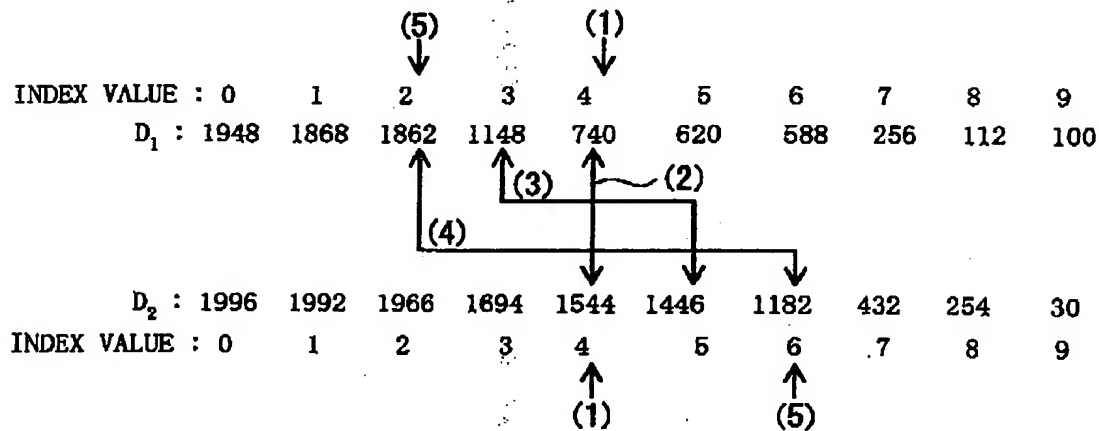 (5) (1)
INDEX VALUE : 0 1 2 3 4 5 6 7 8 9
D₁ : 1948 1868 1862 1148 740 620 588 256 112 100
(3) (2)
(4)
D₂ : 1996 1992 1966 1694 1544 1446 1182 432 254 30
INDEX VALUE : 0 1 2 3 4 5 6 7 8 9
(1) (5)